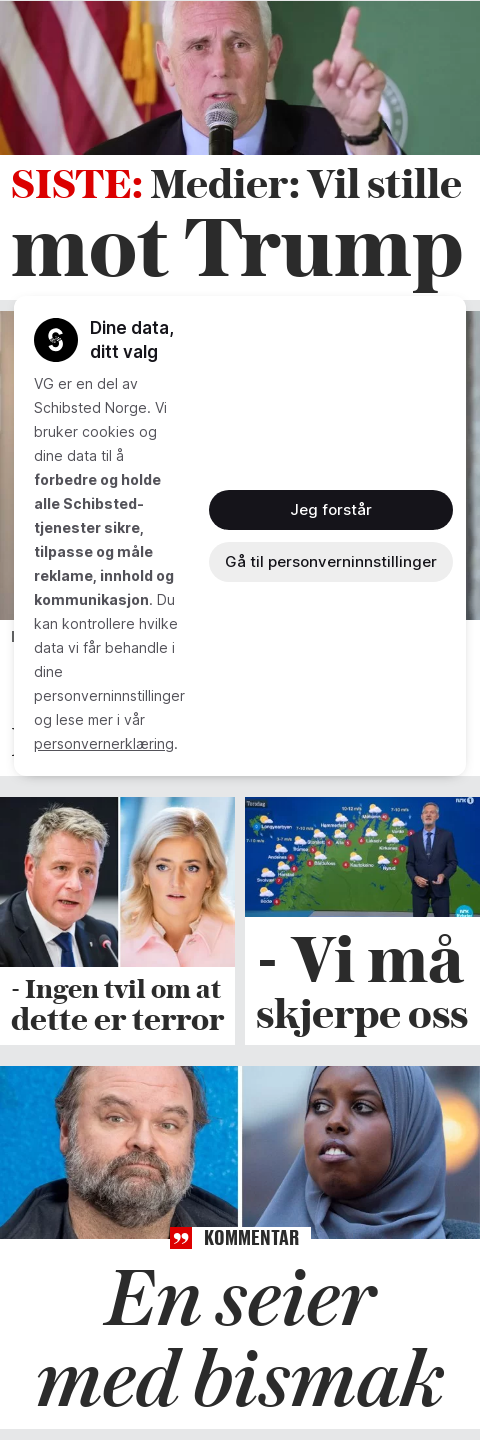 SISTE: Medier: Vil stille
mot Trump
Dine data,
ditt valg
VG er en del av
Schibsted Norge. Vi
bruker cookies og
dine data til å
forbedre og holde
alle Schibsted-
tjenester sikre,
tilpasse og måle
reklame, innhold og
kommunikasjon. Du
kan kontrollere hvilke
data vi får behandle i
dine
personverninnstillinger
og lese mer i vår
personvernerklæring.
Jeg forstår
Gå til personverninnstillinger
- Ingen tvil om at
dette er terror
Torsdag
nrk 1
- Vi må
skjerpe oss
KOMMENTAR
En seier
med bismak